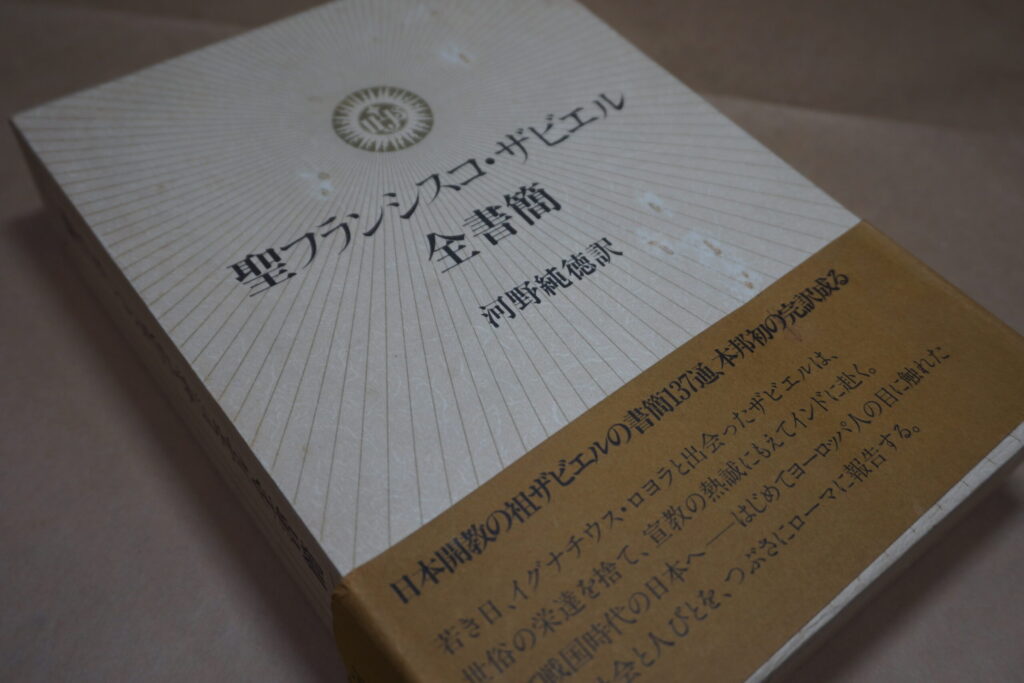 IHS
聖フランシスコ・ザビエル
全書簡
河野純徳訳
日本開教の祖ザビエルの書簡137通、本邦初の完訳成る
若き日、イグナチウス・ロヨラと出会ったザビエルは、
世俗の栄達を捨て、宣教の熱誠にもえてインドに赴く。
戦国時代の日本へ――はじめてヨーロッパ人の目に触れた
会と人びとを、つぶさにローマに報告する。